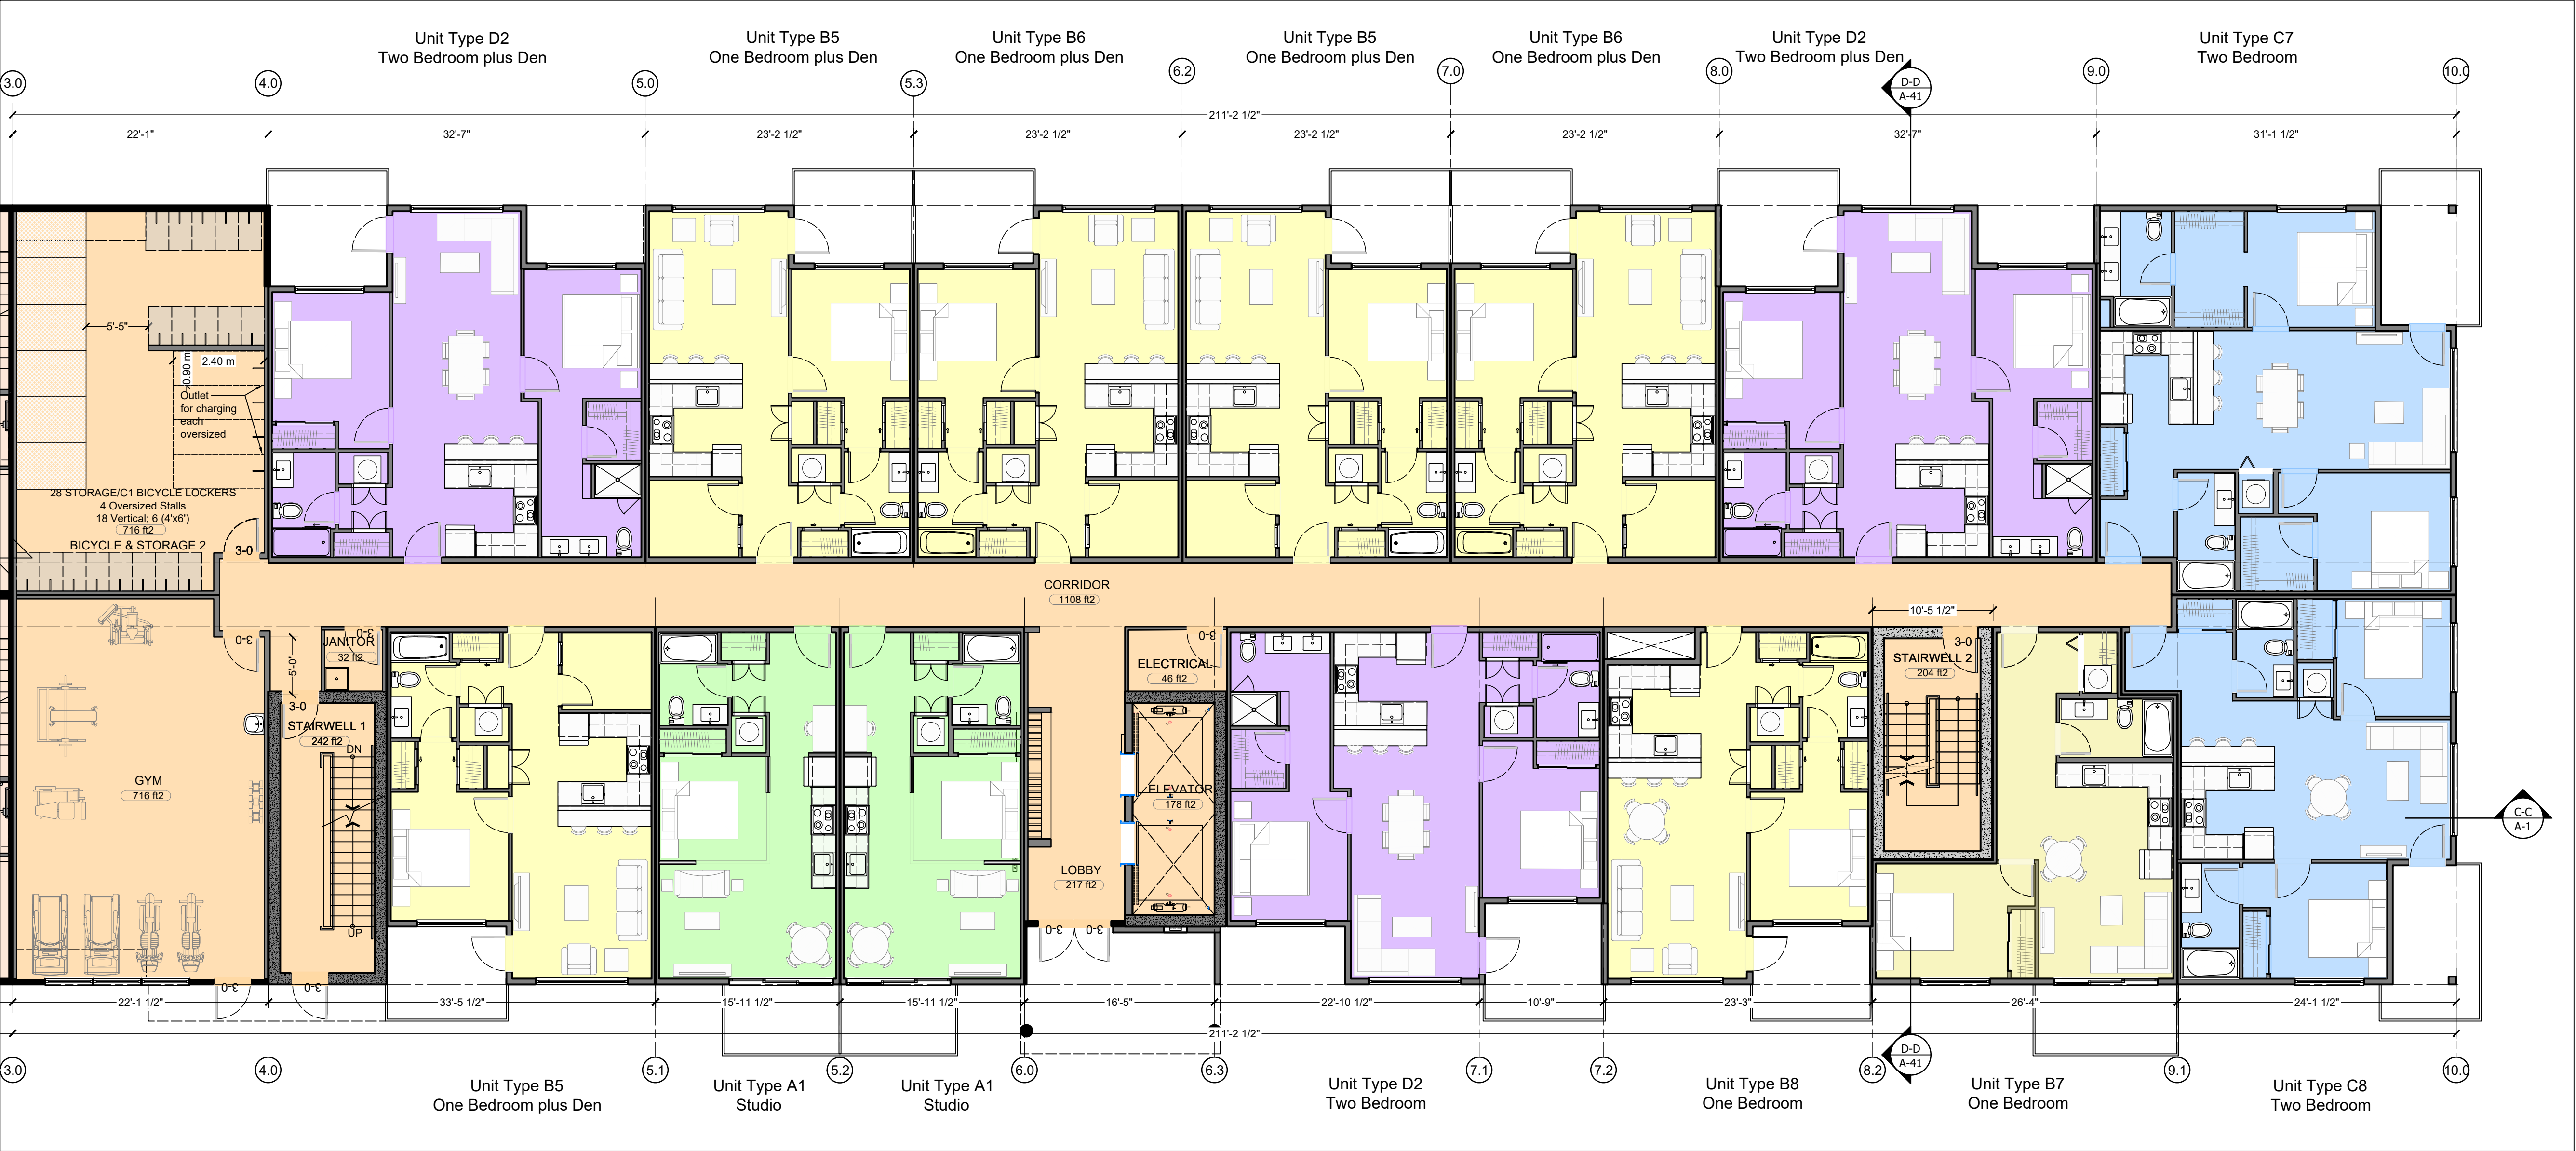 Unit Type D2
Two Bedroom plus Den
Unit Type B5
One Bedroom plus Den
Unit Type B6
One Bedroom plus Den
Unit Type B5
One Bedroom plus Den
Unit Type B6
One Bedroom plus Den
Unit Type D2
Two Bedroom plus Den
Unit Type C7
Two Bedroom
3.0
4.0
5.0
5.3
6.2
7.0
8.0
D-D
A-41
9.0
10.0
211'-2 1/2"
22'-1"
32'-7"
23'-2 1/2"
23'-2 1/2"
23'-2 1/2"
23'-2 1/2"
32'-7"
31'-1 1/2"
5'-5"
2.40 m
0.90 m
Outlet
for charging
each
oversized
28 STORAGE/C1 BICYCLE LOCKERS
4 Oversized Stalls
18 Vertical; 6 (4'x6')
716 ft2
BICYCLE & STORAGE 2
3-0
CORRIDOR
1108 ft2
10'-5 1/2"
3-0
3-0
JANITOR
32 ft2
5'-0"
3-0
STAIRWELL 1
242 ft2
DN
UP
3-0
ELECTRICAL
46 ft2
3-0
STAIRWELL 2
204 ft2
GYM
716 ft2
ELEVATOR
178 ft2
LOBBY
217 ft2
C-C
A-1
3-0
3-0
3-0
3-0
22'-1 1/2"
33'-5 1/2"
15'-11 1/2"
15'-11 1/2"
16'-5"
22'-10 1/2"
10'-9"
23'-3"
26'-4"
24'-1 1/2"
211'-2 1/2"
3.0
4.0
5.1
5.2
6.0
6.3
7.1
7.2
8.2
D-D
A-41
9.1
10.0
Unit Type B5
One Bedroom plus Den
Unit Type A1
Studio
Unit Type A1
Studio
Unit Type D2
Two Bedroom
Unit Type B8
One Bedroom
Unit Type B7
One Bedroom
Unit Type C8
Two Bedroom